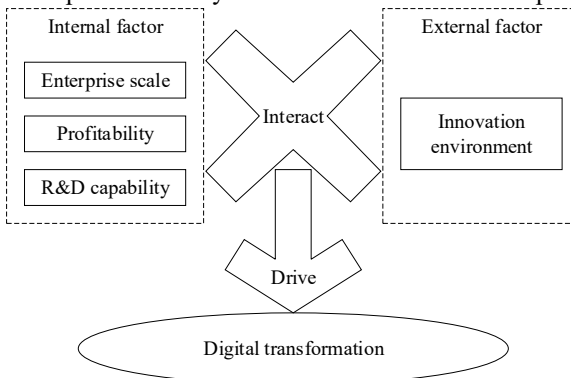 Internal factor
Enterprise scale
Profitability
R&D capability
Interact
External factor
Innovation
environment
Drive
Digital transformation